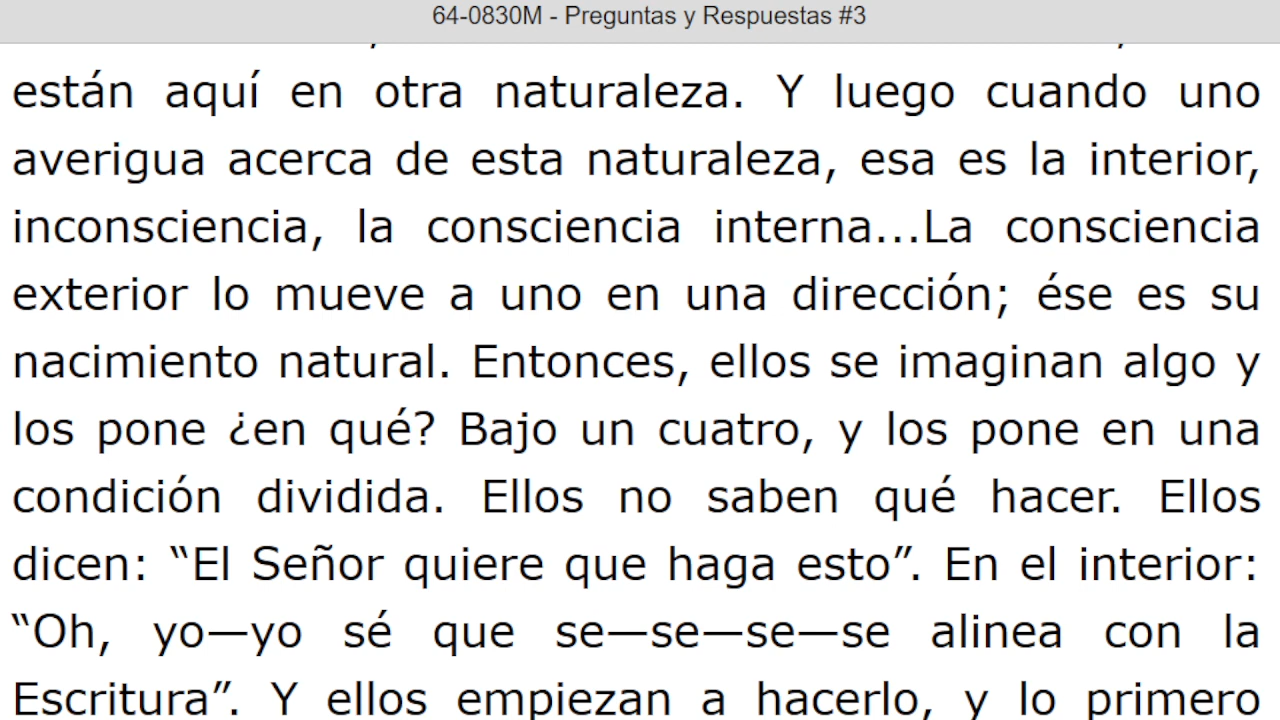 64-0830M - Preguntas y Respuestas #3
están aquí en otra naturaleza. Y luego cuando uno
averigua acerca de esta naturaleza, esa es la interior,
inconsciencia, la consciencia interna...La consciencia
exterior lo mueve a uno en una dirección; ése es su
nacimiento natural. Entonces, ellos se imaginan algo y
los pone ¿en qué? Bajo un cuatro, y los pone en una
condición dividida. Ellos no saben qué hacer. Ellos
dicen: “El Señor quiere que haga esto”. En el interior:
“Oh, yo—yo sé que se—se—se—se alinea con la
Escritura”. Y ellos empiezan a hacerlo, y lo primero